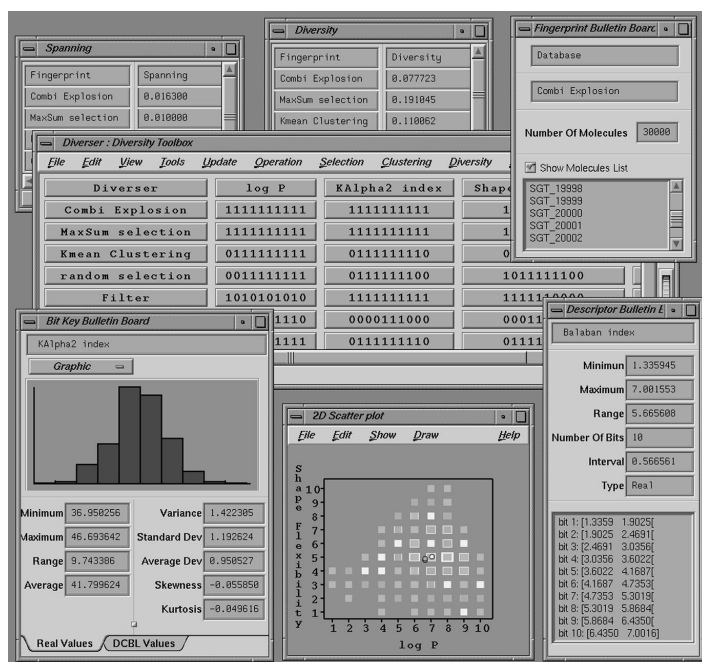 Spanning
Fingerprint Spanning
Combi Explosion 0.016300
MaxSum selection 0.010000
Diversity
Fingerprint Diversity
Combi Explosion 0.077723
MaxSum selection 0.191045
Kmean Clustering 0.110062
Fingerprint Bulletin Board
Database
Combi Explosion
Number Of Molecules 30000
Show Molecules List
SGT_19998
SGT_19999
SGT_20000
SGT_20001
SGT_20002
Diverser : Diversity Toolbox
File Edit View Tools Update Operation Selection Clustering Diversity
Diverser log P KAlpha2 index Shape
Combi Explosion 1111111111 1111111111 1
MaxSum selection 1111111111 1111111111 1
Kmean Clustering 0111111111 0111111110 0
random selection 0011111111 0111111100 1011111100
Filter 1010101010 1111111111 1111110000
1110 0000111000 00011
1111 0111111110 01111
Bit Key Bulletin Board
KAlpha2 index
Graphic
Minimum 36.950256
Maximum 46.693642
Range 9.743386
Average 41.799624
Variance 1.422305
Standard Dev 1.192624
Average Dev 0.950527
Skewness -0.055850
Kurtosis -0.049616
Real Values DCBL Values
2D Scatter plot
File Edit Show Draw Help
Shape Flexibility
10
9
8
7
6
5
4
3
2
1
1 2 3 4 5 6 7 8 9 10
log P
Descriptor Bulletin E
Balaban index
Minimun 1.335945
Maximum 7.001553
Range 5.665608
Number Of Bits 10
Interval 0.566561
Type Real
bit 1: [1.3359 1.9025[
bit 2: [1.9025 2.4691[
bit 3: [2.4691 3.0356[
bit 4: [3.0356 3.6022[
bit 5: [3.6022 4.1687[
bit 6: [4.1687 4.7353[
bit 7: [4.7353 5.3019[
bit 8: [5.3019 5.8684[
bit 9: [5.8684 6.4350[
bit 10: [6.4350 7.0016[